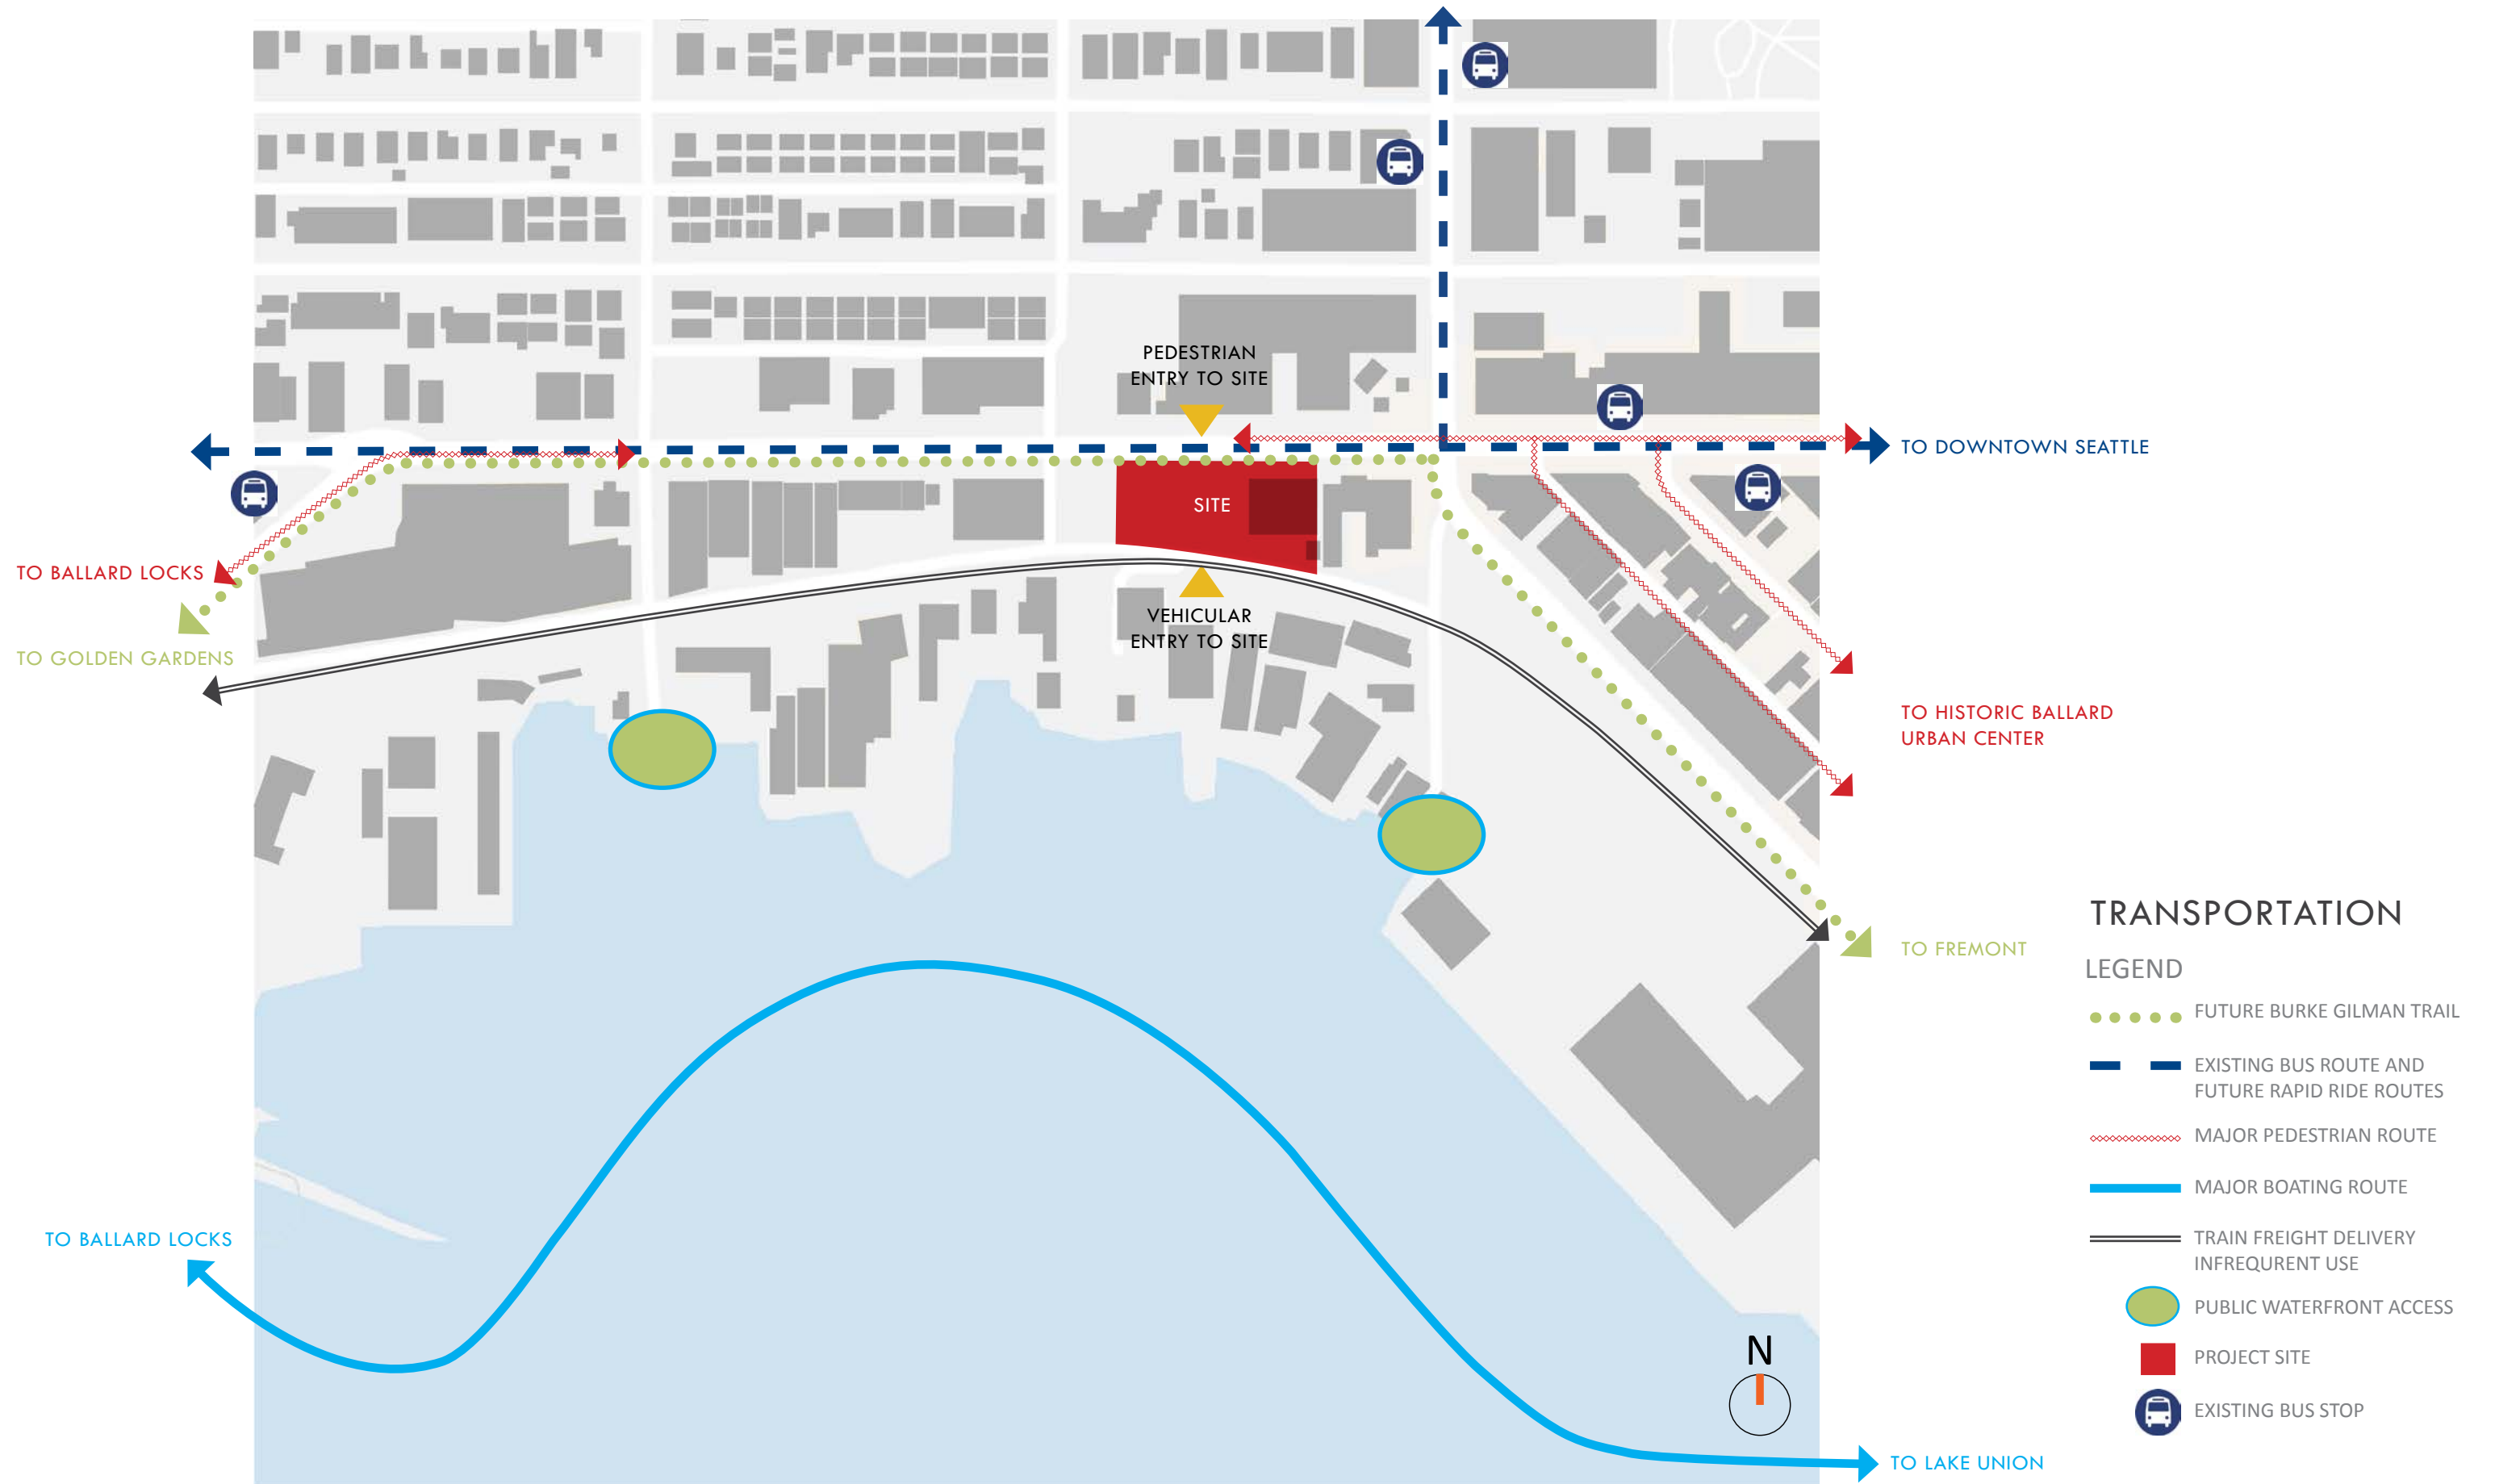 PEDESTRIAN
ENTRY TO SITE
TO DOWNTOWN SEATTLE
SITE
TO BALLARD LOCKS
VEHICULAR
ENTRY TO SITE
TO GOLDEN GARDENS
TO HISTORIC BALLARD
URBAN CENTER
TO FREMONT
TO BALLARD LOCKS
N
TO LAKE UNION
TRANSPORTATION
LEGEND
FUTURE BURKE GILMAN TRAIL
EXISTING BUS ROUTE AND
FUTURE RAPID RIDE ROUTES
MAJOR PEDESTRIAN ROUTE
MAJOR BOATING ROUTE
TRAIN FREIGHT DELIVERY
INFREQURENT USE
PUBLIC WATERFRONT ACCESS
PROJECT SITE
EXISTING BUS STOP